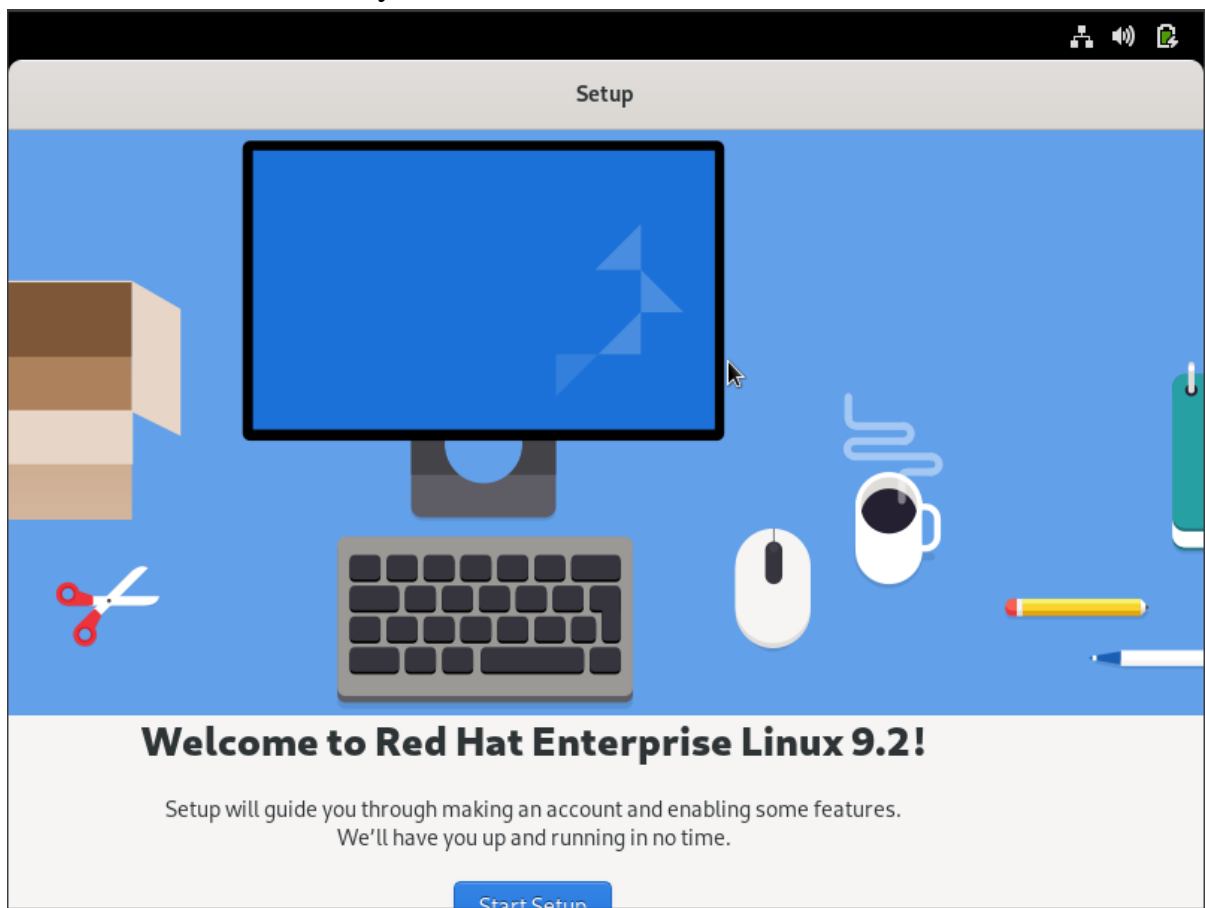 Setup
Welcome to Red Hat Enterprise Linux 9.2!
Setup will guide you through making an account and enabling some features.
We'll have you up and running in no time.
Start Setup